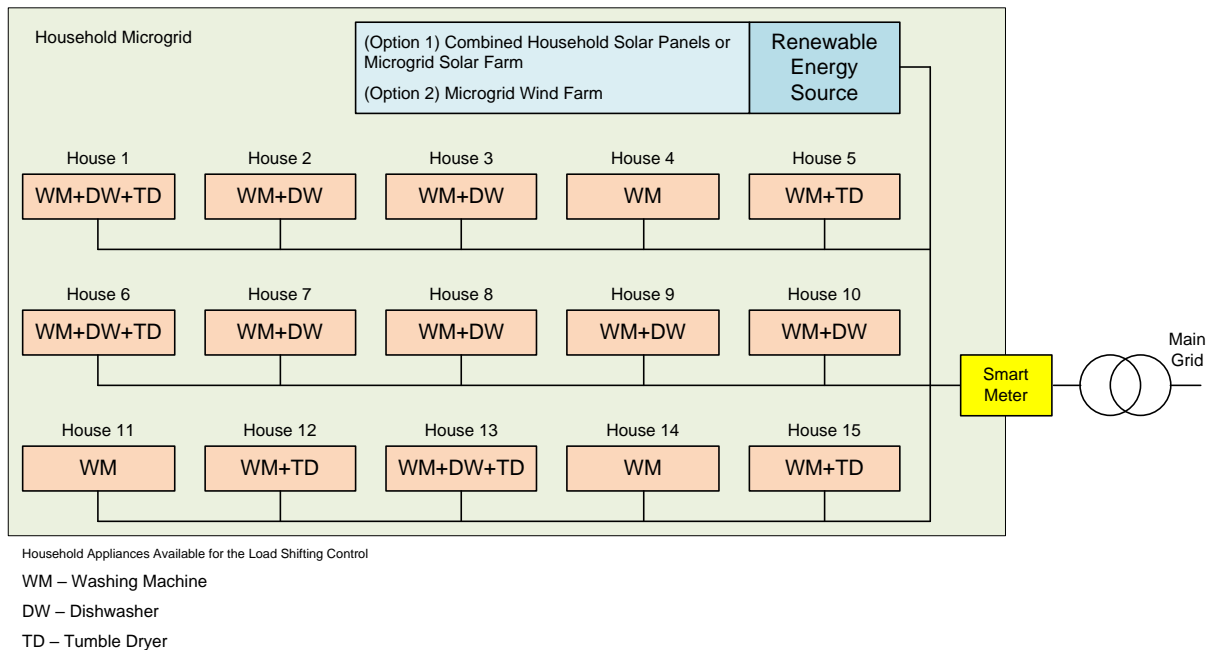 Household Microgrid
(Option 1) Combined Household Solar Panels or
Microgrid Solar Farm
(Option 2) Microgrid Wind Farm
Renewable
Energy
Source
House 1
House 2
House 3
House 4
House 5
WM+DW+TD
WM+DW
WM+DW
WM
WM+TD
House 6
House 7
House 8
House 9
House 10
WM+DW+TD
WM+DW
WM+DW
WM+DW
WM+DW
Main
Grid
Smart
Meter
House 11
House 12
House 13
House 14
House 15
WM
WM+TD
WM+DW+TD
WM
WM+TD
Household Appliances Available for the Load Shifting Control
WM – Washing Machine
DW – Dishwasher
TD – Tumble Dryer